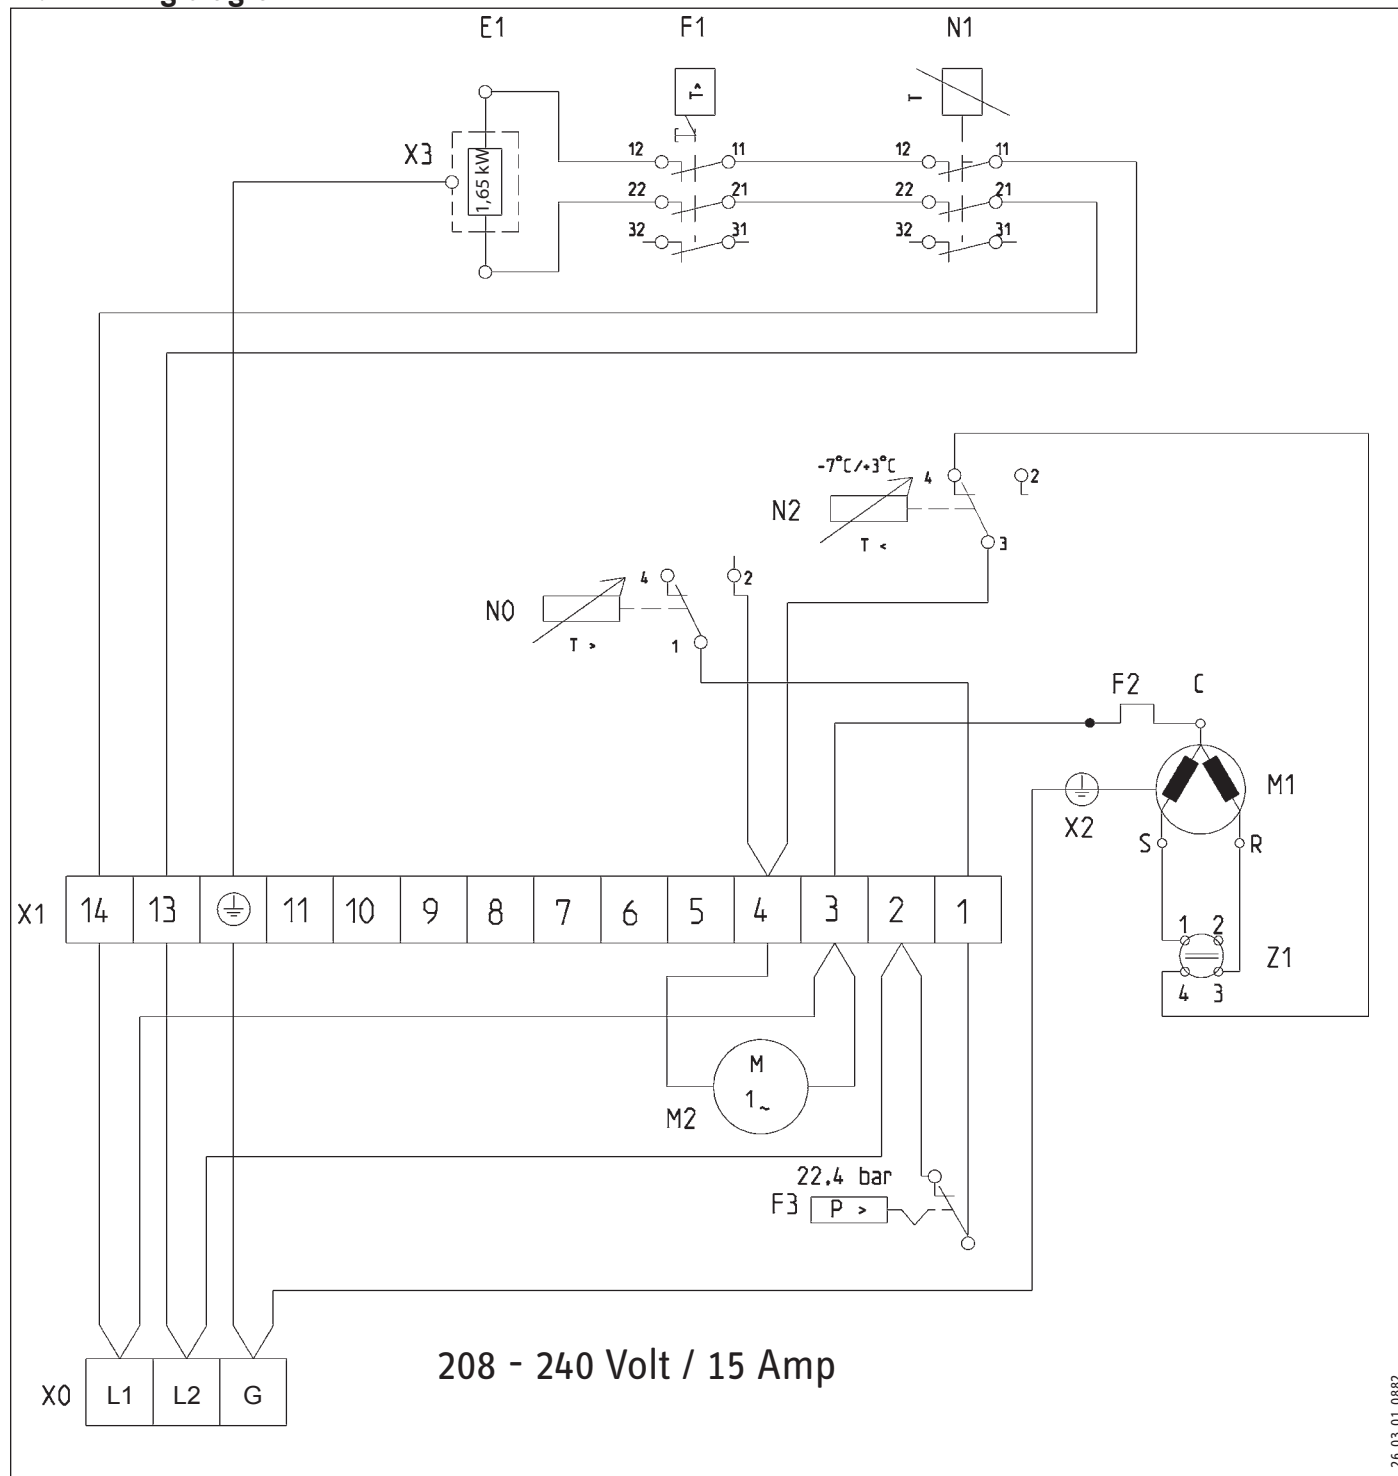 E1 F1 N1
T^ T
X3 1,65 kW
12 11 12 11
22 21 22 21
32 31 32 31
-7°C/+3°C
4 2
N2
T < 3
4 2
N0
T > 1
F2 C
M1
X2
S R
X1 14 13 11 10 9 8 7 6 5 4 3 2 1
1 2
Z1
4 3
M
1~
M2
22,4 bar
F3 P >
208 - 240 Volt / 15 Amp
X0 L1 L2 G
26_03_01_0882